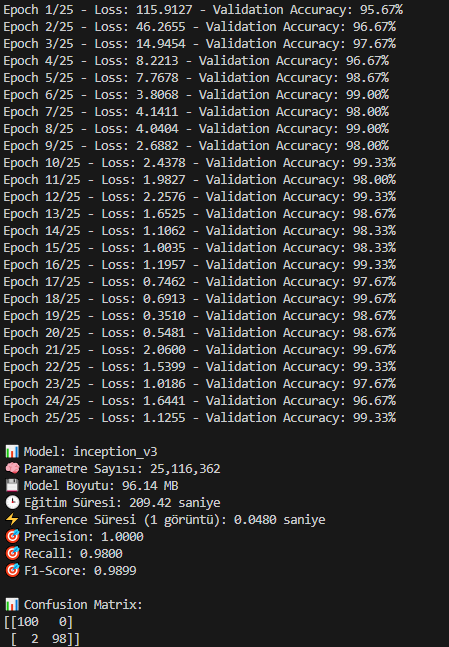 Epoch 1/25 - Loss: 115.9127 - Validation Accuracy: 95.67%
Epoch 2/25 - Loss: 46.2655 - Validation Accuracy: 96.67%
Epoch 3/25 - Loss: 14.9454 - Validation Accuracy: 97.67%
Epoch 4/25 - Loss: 8.2213 - Validation Accuracy: 96.67%
Epoch 5/25 - Loss: 7.7678 - Validation Accuracy: 98.67%
Epoch 6/25 - Loss: 3.8068 - Validation Accuracy: 99.00%
Epoch 7/25 - Loss: 4.1411 - Validation Accuracy: 98.00%
Epoch 8/25 - Loss: 4.0404 - Validation Accuracy: 99.00%
Epoch 9/25 - Loss: 2.6882 - Validation Accuracy: 98.00%
Epoch 10/25 - Loss: 2.4378 - Validation Accuracy: 99.33%
Epoch 11/25 - Loss: 1.9827 - Validation Accuracy: 98.00%
Epoch 12/25 - Loss: 2.2576 - Validation Accuracy: 99.33%
Epoch 13/25 - Loss: 1.6525 - Validation Accuracy: 98.67%
Epoch 14/25 - Loss: 1.1062 - Validation Accuracy: 98.33%
Epoch 15/25 - Loss: 1.0035 - Validation Accuracy: 98.33%
Epoch 16/25 - Loss: 1.1957 - Validation Accuracy: 99.33%
Epoch 17/25 - Loss: 0.7462 - Validation Accuracy: 97.67%
Epoch 18/25 - Loss: 0.6913 - Validation Accuracy: 99.67%
Epoch 19/25 - Loss: 0.3510 - Validation Accuracy: 98.67%
Epoch 20/25 - Loss: 0.5481 - Validation Accuracy: 98.67%
Epoch 21/25 - Loss: 2.0600 - Validation Accuracy: 99.67%
Epoch 22/25 - Loss: 1.5399 - Validation Accuracy: 99.33%
Epoch 23/25 - Loss: 1.0186 - Validation Accuracy: 97.67%
Epoch 24/25 - Loss: 1.6441 - Validation Accuracy: 96.67%
Epoch 25/25 - Loss: 1.1255 - Validation Accuracy: 99.33%
📊 Model: inception_v3
🧠 Parametre Sayısı: 25,116,362
💾 Model Boyutu: 96.14 MB
🕒 Eğitim Süresi: 209.42 saniye
⚡ Inference Süresi (1 görüntü): 0.0480 saniye
🎯 Precision: 1.0000
🎯 Recall: 0.9800
🎯 F1-Score: 0.9899
📊 Confusion Matrix:
[[100   0]
 [  2  98]]